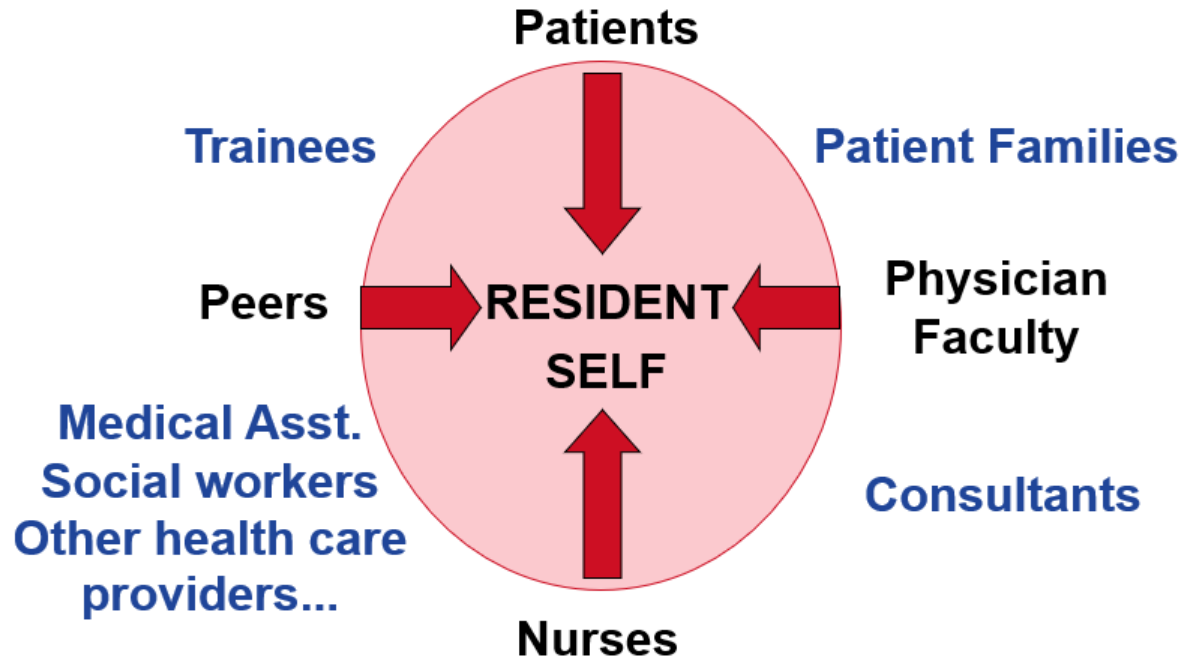 Patients
Trainees
Patient Families
Peers
RESIDENT
SELF
Physician
Faculty
Medical Asst.
Social workers
Other health care
providers...
Consultants
Nurses